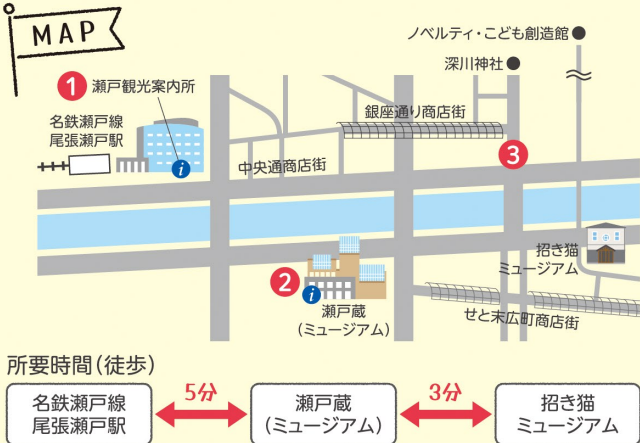 MAP
ノベルティ・こども創造館
深川神社
1 瀬戸観光案内所
銀座通り商店街
名鉄瀬戸線
尾張瀬戸駅
i
中央通商店街
3
招き猫
ミュージアム
2
i
瀬戸蔵
(ミュージアム)
せと末広町商店街
所要時間(徒歩)
名鉄瀬戸線
尾張瀬戸駅
5分
瀬戸蔵
(ミュージアム)
3分
招き猫
ミュージアム